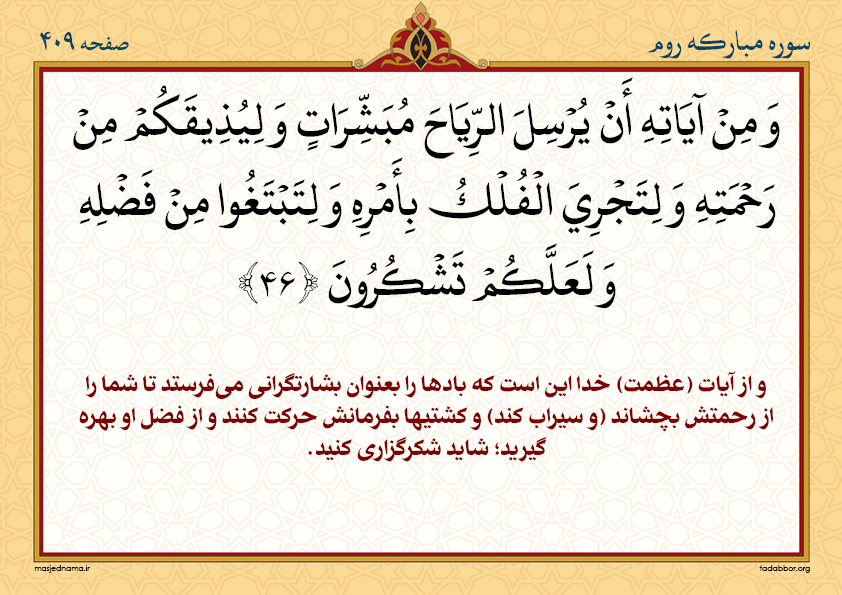 سوره مبارکه روم
صفحه ۴۰۹
وَ مِنْ آيَاتِهِ أَنْ يُرْسِلَ الرِّيَاحَ مُبَشِّرَاتٍ وَ لِيُذِيقَكُمْ مِنْ
رَحْمَتِهِ وَ لِتَجْرِيَ الْفُلْكُ بِأَمْرِهِ وَ لِتَبْتَغُوا مِنْ فَضْلِهِ
وَ لَعَلَّكُمْ تَشْكُرُونَ ﴿۴۶﴾
و از آیات (عظمت) خدا این است که بادها را بعنوان بشارتگرانی می‌فرستد تا شما را
از رحمتش بچشاند (و سیراب کند) و کشتیها بفرمانش حرکت کنند و از فضل او بهره
گیرید؛ شاید شکرگزاری کنید.
masjednama.ir
tadabbor.org